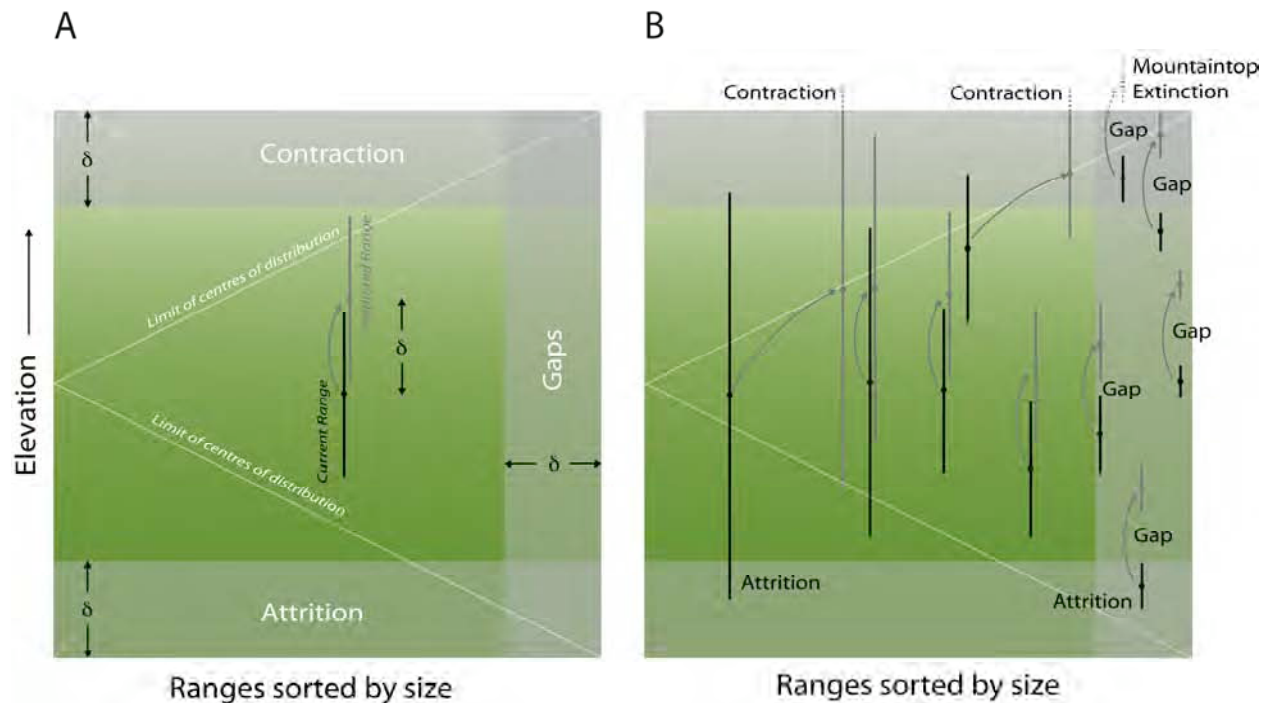 A
δ
Contraction
Elevation
Limit of centres of distribution
Shifted Range
Current Range
δ
Gaps
δ
Limit of centres of distribution
δ
Attrition
Ranges sorted by size
B
Contraction
Contraction
Mountaintop
Extinction
Gap
Gap
Gap
Gap
Gap
Attrition
Attrition
Ranges sorted by size